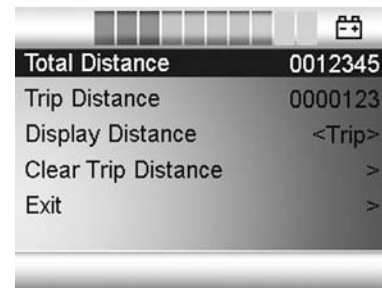 Total Distance 0012345
Trip Distance 0000123
Display Distance <Trip>
Clear Trip Distance >
Exit >